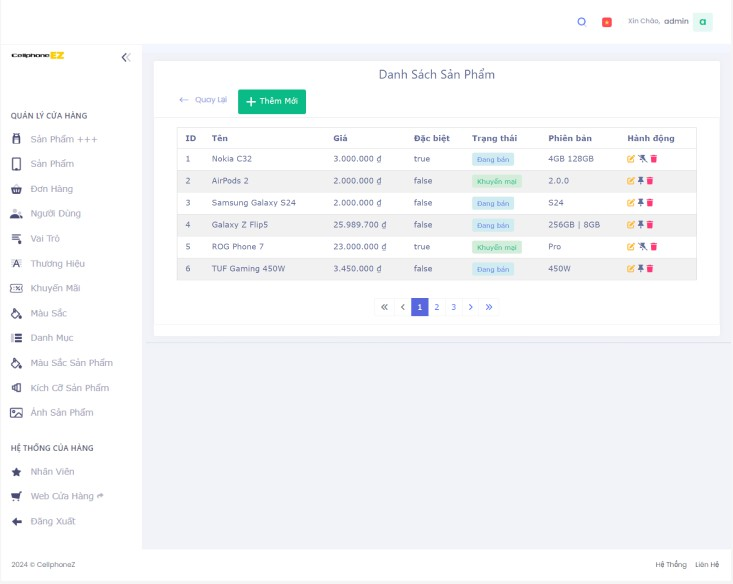 Xin Chào, admin a
CellphoneZ
Danh Sách Sản Phẩm
← Quay Lại
+ Thêm Mới
QUẢN LÝ CỬA HÀNG
Sản Phẩm +++
Sản Phẩm
Đơn Hàng
Người Dùng
Vai Trò
Thương Hiệu
Khuyến Mãi
Màu Sắc
Danh Mục
Màu Sắc Sản Phẩm
Kích Cỡ Sản Phẩm
Ảnh Sản Phẩm
HỆ THỐNG CỦA HÀNG
Nhân Viên
Web Cửa Hàng
Đăng Xuất
ID Tên Giá Đặc biệt Trạng thái Phiên bản Hành động
1 Nokia C32 3.000.000 ₫ true Đang bán 4GB 128GB
2 AirPods 2 2.000.000 ₫ false Khuyến mại 2.0.0
3 Samsung Galaxy S24 2.000.000 ₫ false Đang bán S24
4 Galaxy Z Flip5 25.989.700 ₫ false Đang bán 256GB | 8GB
5 ROG Phone 7 23.000.000 ₫ true Khuyến mại Pro
6 TUF Gaming 450W 3.450.000 ₫ false Đang bán 450W
« ‹ 1 2 3 › »
2024 © CellphoneZ
Hệ Thống Liên Hệ